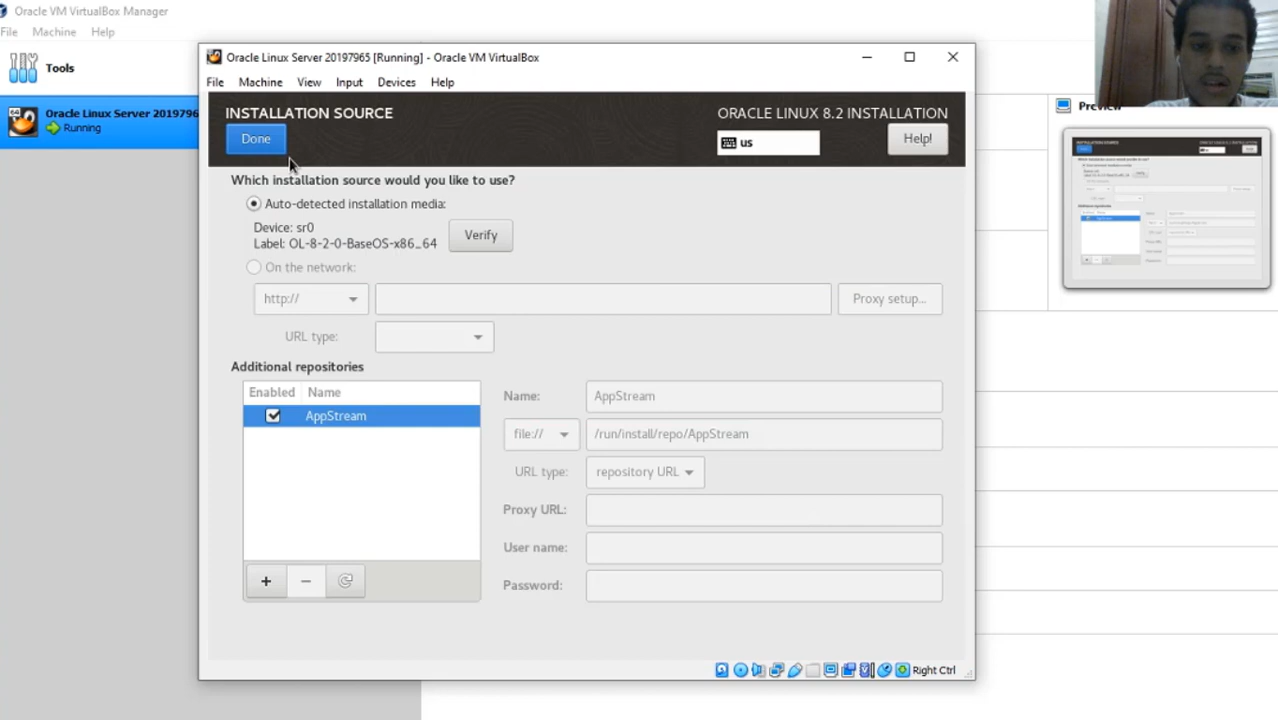 Oracle VM VirtualBox Manager
File Machine Help
Tools
Oracle Linux Server 2019796
Running
Preview
Oracle Linux Server 20197965 [Running] - Oracle VM VirtualBox
File Machine View Input Devices Help
INSTALLATION SOURCE
ORACLE LINUX 8.2 INSTALLATION
Done
us
Help!
Which installation source would you like to use?
Auto-detected installation media:
Device: sr0
Label: OL-8-2-0-BaseOS-x86_64
Verify
On the network:
http://
Proxy setup...
URL type:
Additional repositories
Enabled Name
AppStream
Name: AppStream
file:// /run/install/repo/AppStream
URL type: repository URL
Proxy URL:
User name:
Password:
+ −
Right Ctrl